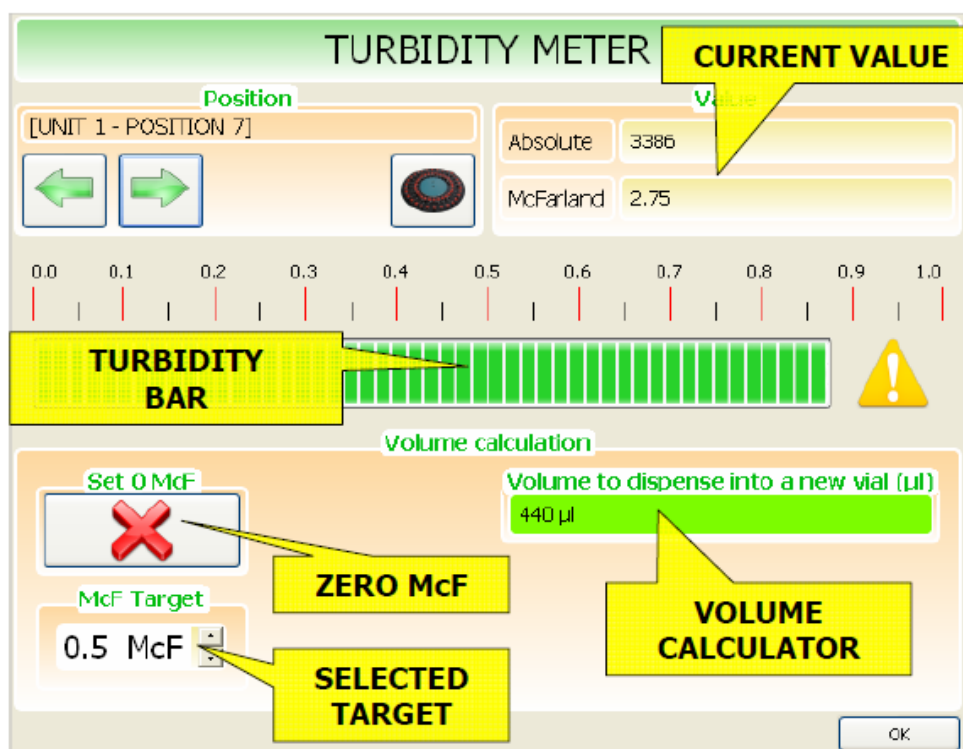 TURBIDITY METER
CURRENT VALUE
Position
[UNIT 1 - POSITION 7]
Value
Absolute 3386
McFarland 2.75
0.0 0.1 0.2 0.3 0.4 0.5 0.6 0.7 0.8 0.9 1.0
TURBIDITY
BAR
Volume calculation
Set 0 McF
Volume to dispense into a new vial (µl)
440 µl
ZERO McF
McF Target
0.5 McF
VOLUME
CALCULATOR
SELECTED
TARGET
OK